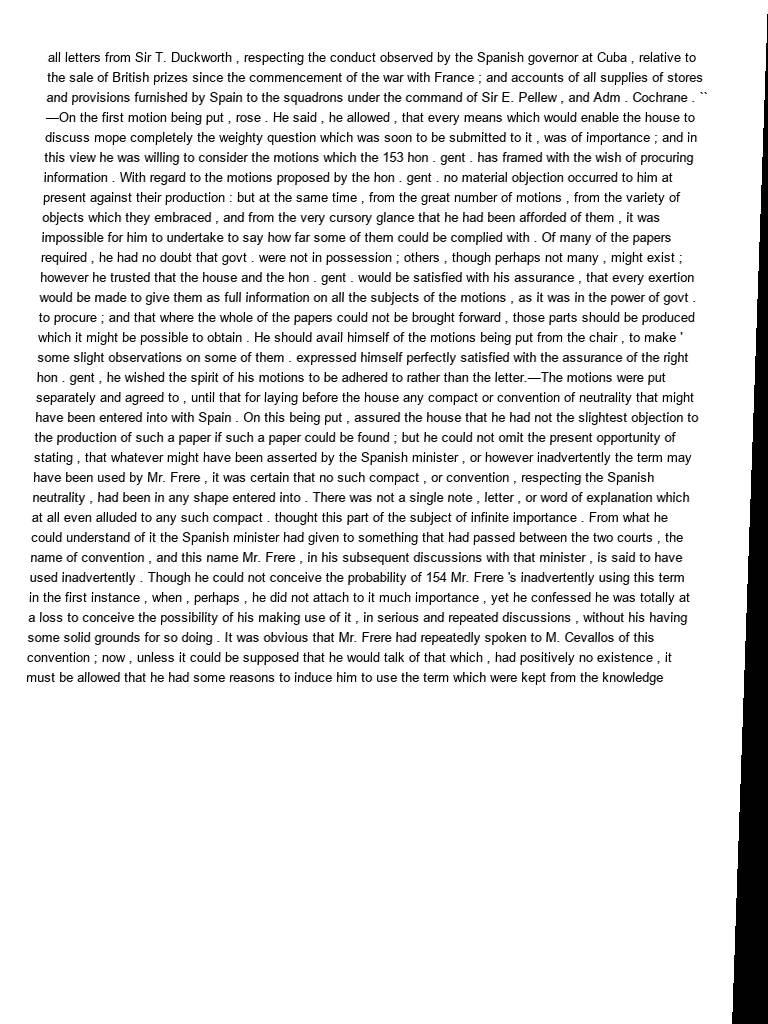 all letters from Sir T. Duckworth , respecting the conduct observed by the Spanish governor at Cuba , relative to
the sale of British prizes since the commencement of the war with France ; and accounts of all supplies of stores
and provisions furnished by Spain to the squadrons under the command of Sir E. Pellew , and Adm . Cochrane . ``
—On the first motion being put , rose . He said , he allowed , that every means which would enable the house to
discuss mope completely the weighty question which was soon to be submitted to it , was of importance ; and in
this view he was willing to consider the motions which the 153 hon . gent . has framed with the wish of procuring
information . With regard to the motions proposed by the hon . gent . no material objection occurred to him at
present against their production : but at the same time , from the great number of motions , from the variety of
objects which they embraced , and from the very cursory glance that he had been afforded of them , it was
impossible for him to undertake to say how far some of them could be complied with . Of many of the papers
required , he had no doubt that govt . were not in possession ; others , though perhaps not many , might exist ;
however he trusted that the house and the hon . gent . would be satisfied with his assurance , that every exertion
would be made to give them as full information on all the subjects of the motions , as it was in the power of govt .
to procure ; and that where the whole of the papers could not be brought forward , those parts should be produced
which it might be possible to obtain . He should avail himself of the motions being put from the chair , to make '
some slight observations on some of them . expressed himself perfectly satisfied with the assurance of the right
hon . gent , he wished the spirit of his motions to be adhered to rather than the letter.—The motions were put
separately and agreed to , until that for laying before the house any compact or convention of neutrality that might
have been entered into with Spain . On this being put , assured the house that he had not the slightest objection to
the production of such a paper if such a paper could be found ; but he could not omit the present opportunity of
stating , that whatever might have been asserted by the Spanish minister , or however inadvertently the term may
have been used by Mr. Frere , it was certain that no such compact , or convention , respecting the Spanish
neutrality , had been in any shape entered into . There was not a single note , letter , or word of explanation which
at all even alluded to any such compact . thought this part of the subject of infinite importance . From what he
could understand of it the Spanish minister had given to something that had passed between the two courts , the
name of convention , and this name Mr. Frere , in his subsequent discussions with that minister , is said to have
used inadvertently . Though he could not conceive the probability of 154 Mr. Frere 's inadvertently using this term
in the first instance , when , perhaps , he did not attach to it much importance , yet he confessed he was totally at
a loss to conceive the possibility of his making use of it , in serious and repeated discussions , without his having
some solid grounds for so doing . It was obvious that Mr. Frere had repeatedly spoken to M. Cevallos of this
convention ; now , unless it could be supposed that he would talk of that which , had positively no existence , it
must be allowed that he had some reasons to induce him to use the term which were kept from the knowledge